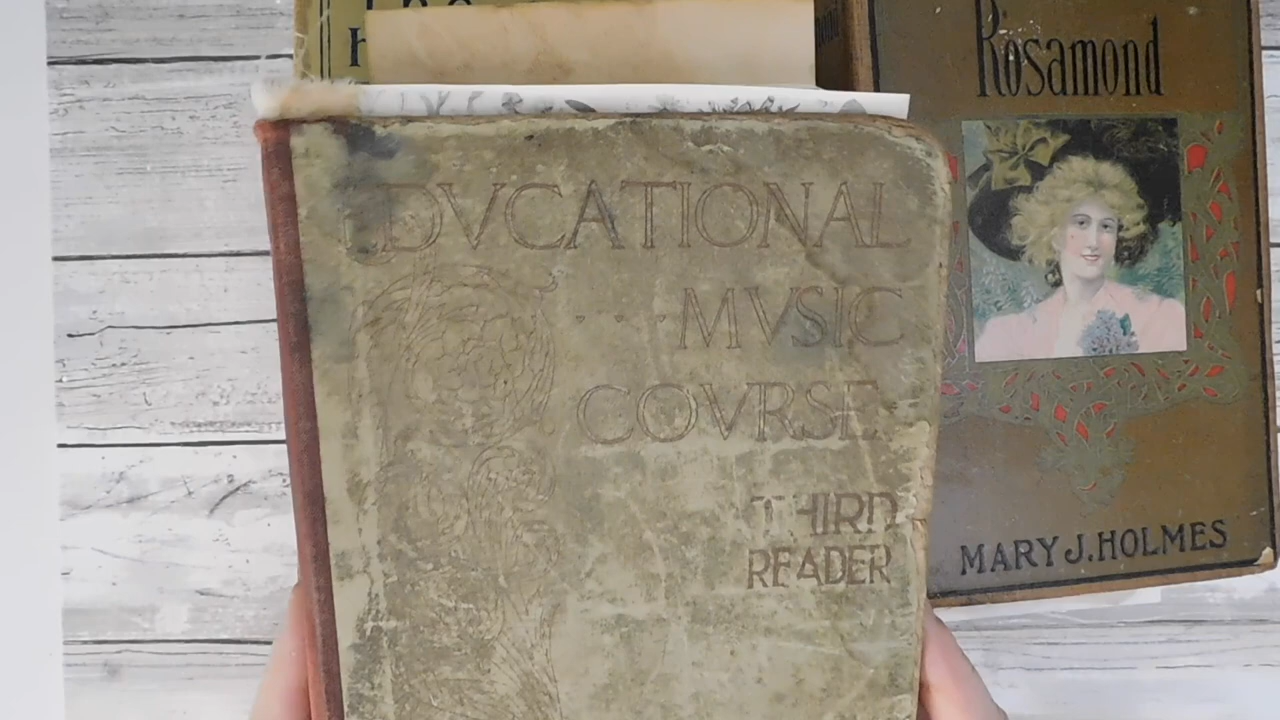 EDVCATIONAL
MVSIC
COVRSE
THIRD
READER
Rosamond
MARY J. HOLMES